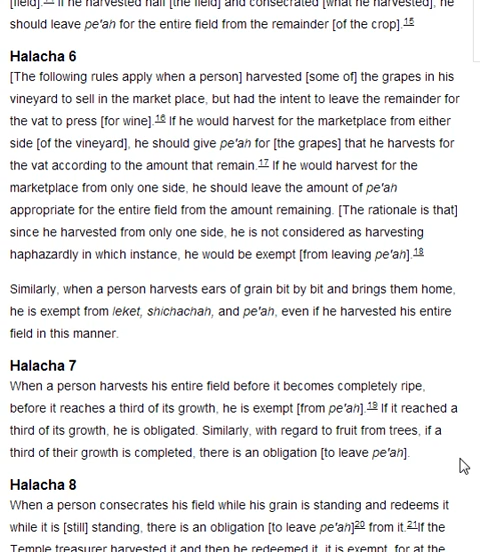 [field].14 If he harvested half [the field] and consecrated [what he harvested], he
should leave pe'ah for the entire field from the remainder [of the crop].15
Halacha 6
[The following rules apply when a person] harvested [some of] the grapes in his
vineyard to sell in the market place, but had the intent to leave the remainder for
the vat to press [for wine].16 If he would harvest for the marketplace from either
side [of the vineyard], he should give pe'ah for [the grapes] that he harvests for
the vat according to the amount that remain.17 If he would harvest for the
marketplace from only one side, he should leave the amount of pe'ah
appropriate for the entire field from the amount remaining. [The rationale is that]
since he harvested from only one side, he is not considered as harvesting
haphazardly in which instance, he would be exempt [from leaving pe'ah].18
Similarly, when a person harvests ears of grain bit by bit and brings them home,
he is exempt from leket, shichachah, and pe'ah, even if he harvested his entire
field in this manner.
Halacha 7
When a person harvests his entire field before it becomes completely ripe,
before it reaches a third of its growth, he is exempt [from pe'ah].19 If it reached a
third of its growth, he is obligated. Similarly, with regard to fruit from trees, if a
third of their growth is completed, there is an obligation [to leave pe'ah].
Halacha 8
When a person consecrates his field while his grain is standing and redeems it
while it is [still] standing, there is an obligation [to leave pe'ah]20 from it.21If the
Temple treasurer harvested it and then he redeemed it, it is exempt, for at the